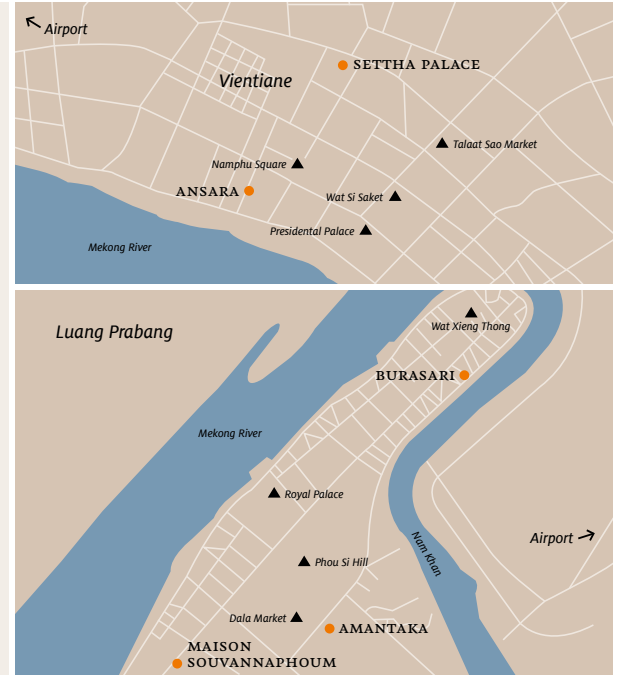 Airport
Vientiane
SETTHA PALACE
Talaat Sao Market
Namphu Square
ANSARA
Wat Si Saket
Presidental Palace
Mekong River
Luang Prabang
Wat Xieng Thong
BURASARI
Mekong River
Royal Palace
Airport
Nam Khan
Phou Si Hill
Dala Market
AMANTAKA
MAISON
SOUVANNAPHOUM